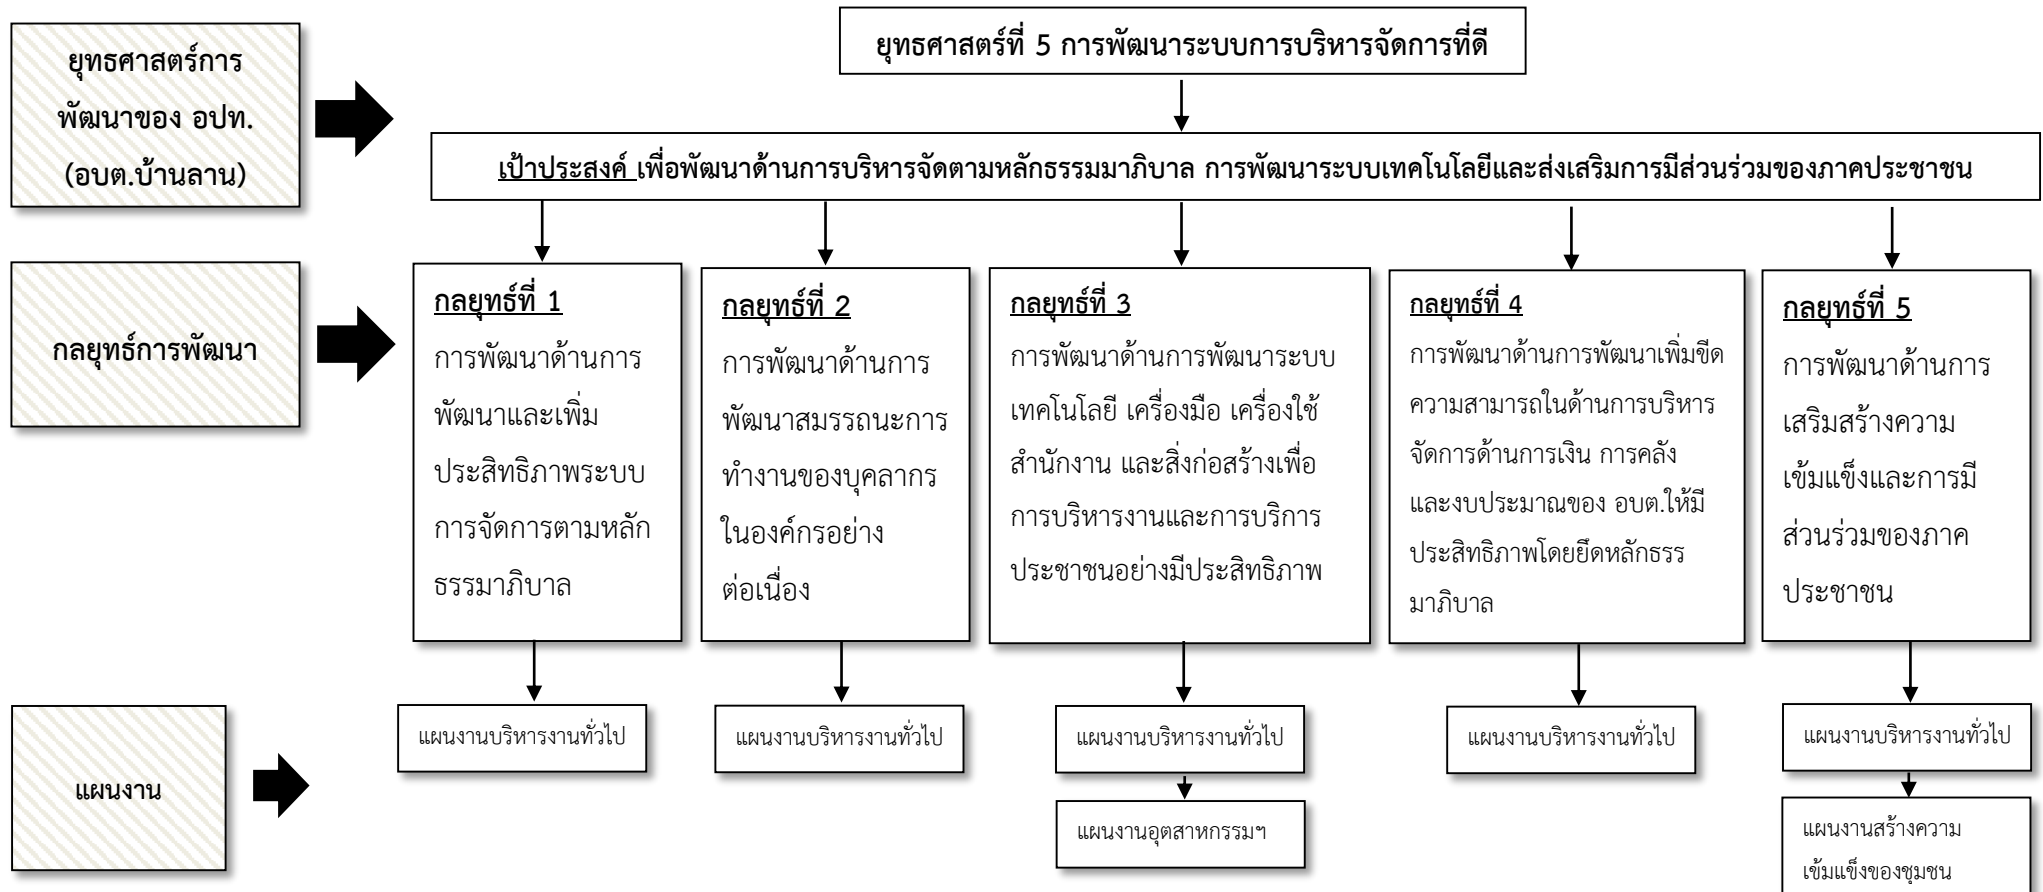 ยุทธศาสตร์การ
พัฒนาของ อปท.
(อบต.บ้านลาน)
ยุทธศาสตร์ที่ 5 การพัฒนาระบบการบริหารจัดการที่ดี
เป้าประสงค์ เพื่อพัฒนาด้านการบริหารจัดตามหลักธรรมมาภิบาล การพัฒนาระบบเทคโนโลยีและส่งเสริมการมีส่วนร่วมของภาคประชาชน
กลยุทธ์การพัฒนา
กลยุทธ์ที่ 1
การพัฒนาด้านการ
พัฒนาและเพิ่ม
ประสิทธิภาพระบบ
การจัดการตามหลัก
ธรรมาภิบาล
กลยุทธ์ที่ 2
การพัฒนาด้านการ
พัฒนาสมรรถนะการ
ทำงานของบุคลากร
ในองค์กรอย่าง
ต่อเนื่อง
กลยุทธ์ที่ 3
การพัฒนาด้านการพัฒนาระบบ
เทคโนโลยี เครื่องมือ เครื่องใช้
สำนักงาน และสิ่งก่อสร้างเพื่อ
การบริหารงานและการบริการ
ประชาชนอย่างมีประสิทธิภาพ
กลยุทธ์ที่ 4
การพัฒนาด้านการพัฒนาเพิ่มขีด
ความสามารถในด้านการบริหาร
จัดการด้านการเงิน การคลัง
และงบประมาณของ อบต.ให้มี
ประสิทธิภาพโดยยึดหลักธรร
มาภิบาล
กลยุทธ์ที่ 5
การพัฒนาด้านการ
เสริมสร้างความ
เข้มแข็งและการมี
ส่วนร่วมของภาค
ประชาชน
แผนงาน
แผนงานบริหารงานทั่วไป
แผนงานบริหารงานทั่วไป
แผนงานบริหารงานทั่วไป
แผนงานอุตสาหกรรมฯ
แผนงานบริหารงานทั่วไป
แผนงานบริหารงานทั่วไป
แผนงานสร้างความ
เข้มแข็งของชุมชน